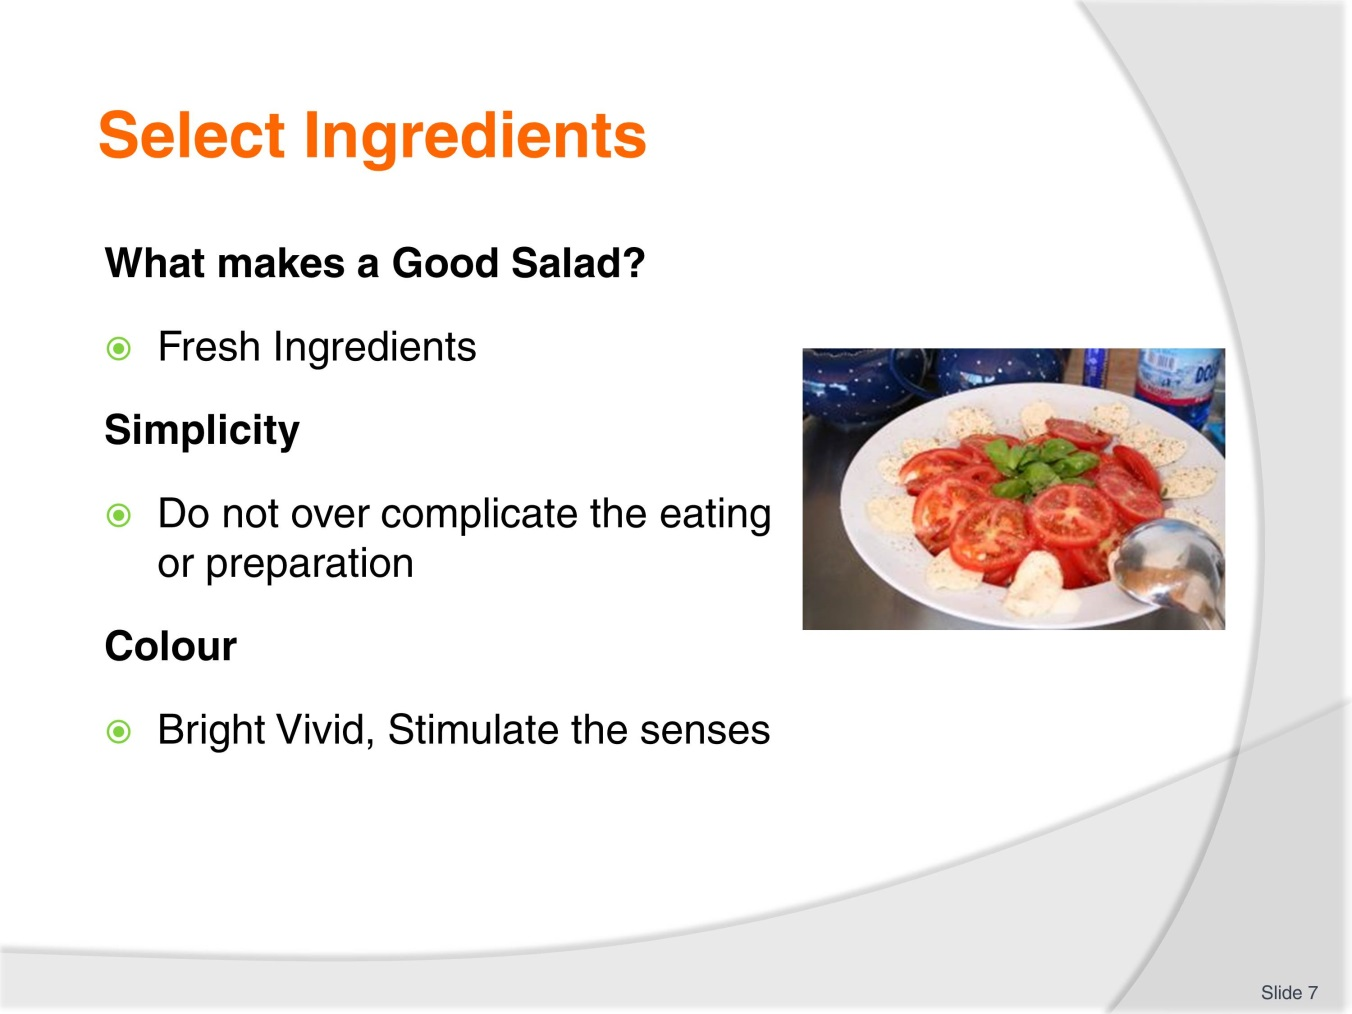 Select Ingredients
What makes a Good Salad?
Fresh Ingredients
Simplicity
Do not over complicate the eating
or preparation
Colour
Bright Vivid, Stimulate the senses
Slide 7